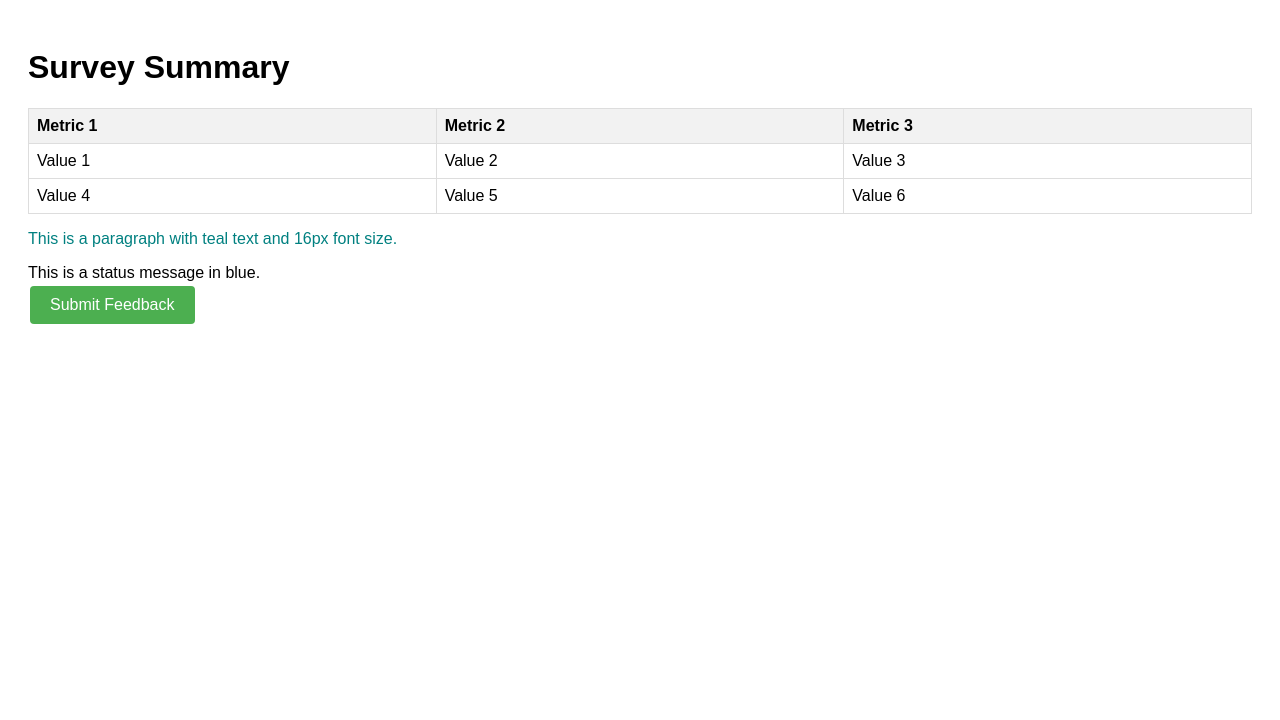 Survey Summary
Metric 1 Metric 2 Metric 3
Value 1 Value 2 Value 3
Value 4 Value 5 Value 6
This is a paragraph with teal text and 16px font size.
This is a status message in blue.
Submit Feedback